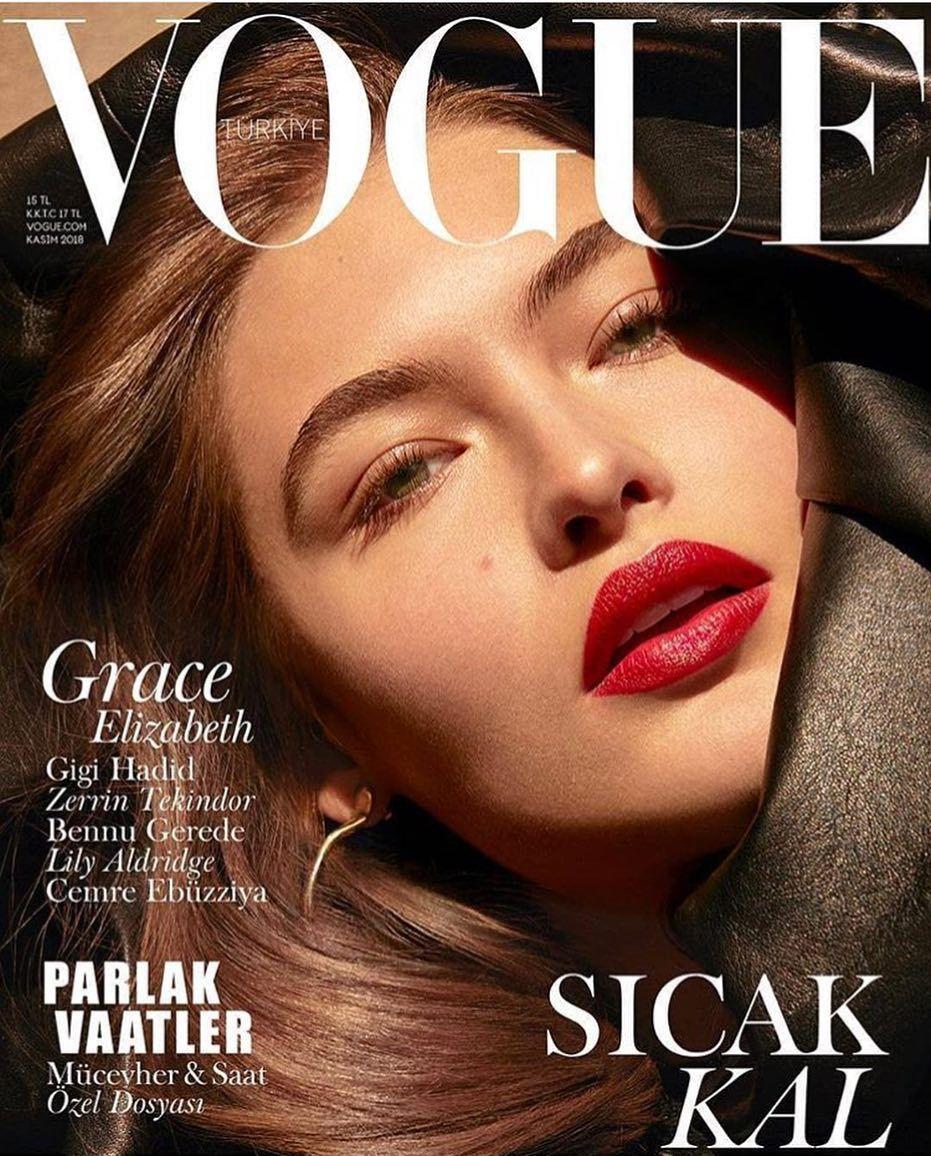 VOGUE
TÜRKİYE
15 TL
K.K.T.C 17 TL
VOGUE.COM
KASIM 2018
Grace
Elizabeth
Gigi Hadid
Zerrin Tekindor
Bennu Gerede
Lily Aldridge
Cemre Ebüzziya
PARLAK
VAATLER
Mücevher & Saat
Özel Dosyası
SICAK
KAL